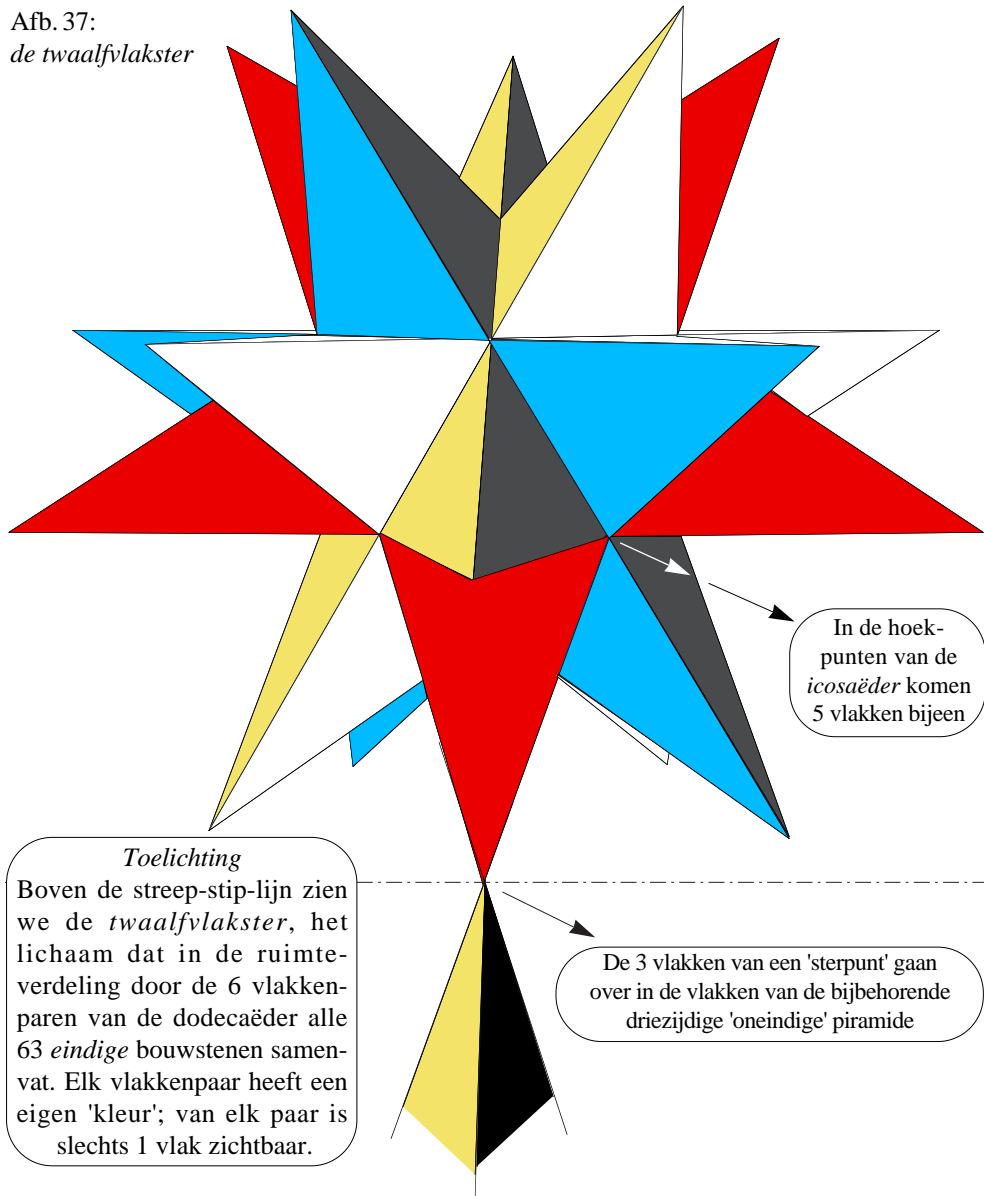 Afb. 37:
de twaalfvlakster
In de hoek-
punten van de
icosaëder komen
5 vlakken bijeen
Toelichting
Boven de streep-stip-lijn zien
we de twaalfvlakster, het
lichaam dat in de ruimte-
verdeling door de 6 vlakken-
paren van de dodecaëder alle
63 eindige bouwstenen samen-
vat. Elk vlakkenpaar heeft een
eigen 'kleur'; van elk paar is
slechts 1 vlak zichtbaar.
De 3 vlakken van een 'sterpunt' gaan
over in de vlakken van de bijbehorende
driezijdige 'oneindige' piramide